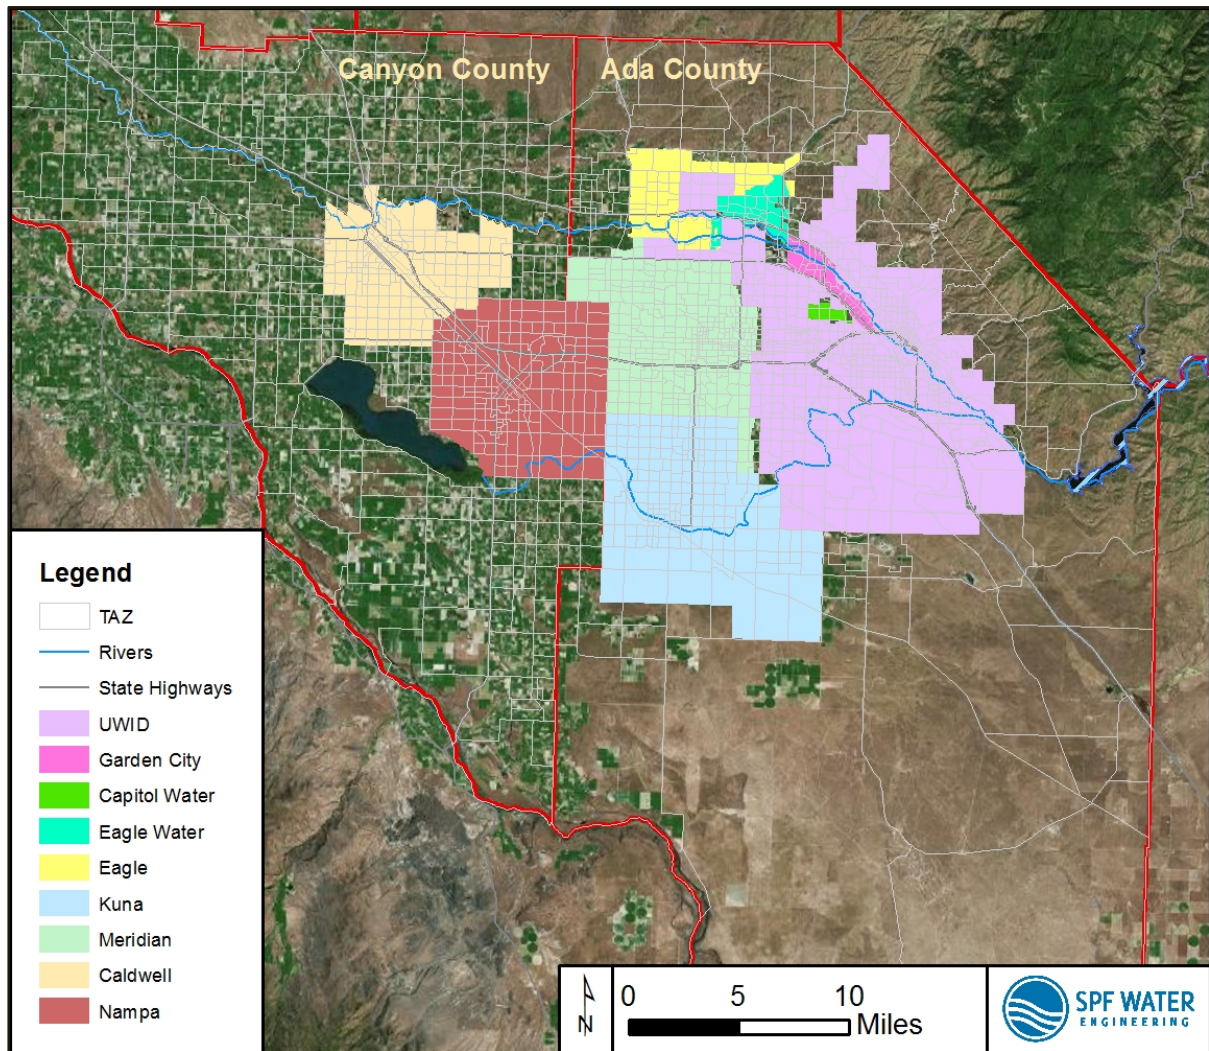 Canyon County
Ada County
Legend
TAZ
Rivers
State Highways
UWID
Garden City
Capitol Water
Eagle Water
Eagle
Kuna
Meridian
Caldwell
Nampa
N
0 5 10
Miles
SPF WATER
ENGINEERING